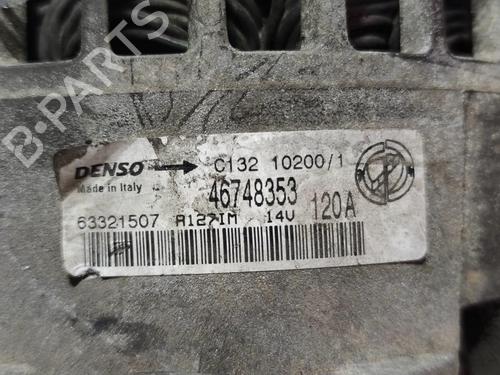 B-PARTS
DENSO C132 10200/1
Made in Italy 46748353
63321507 A127IM 14V 120A